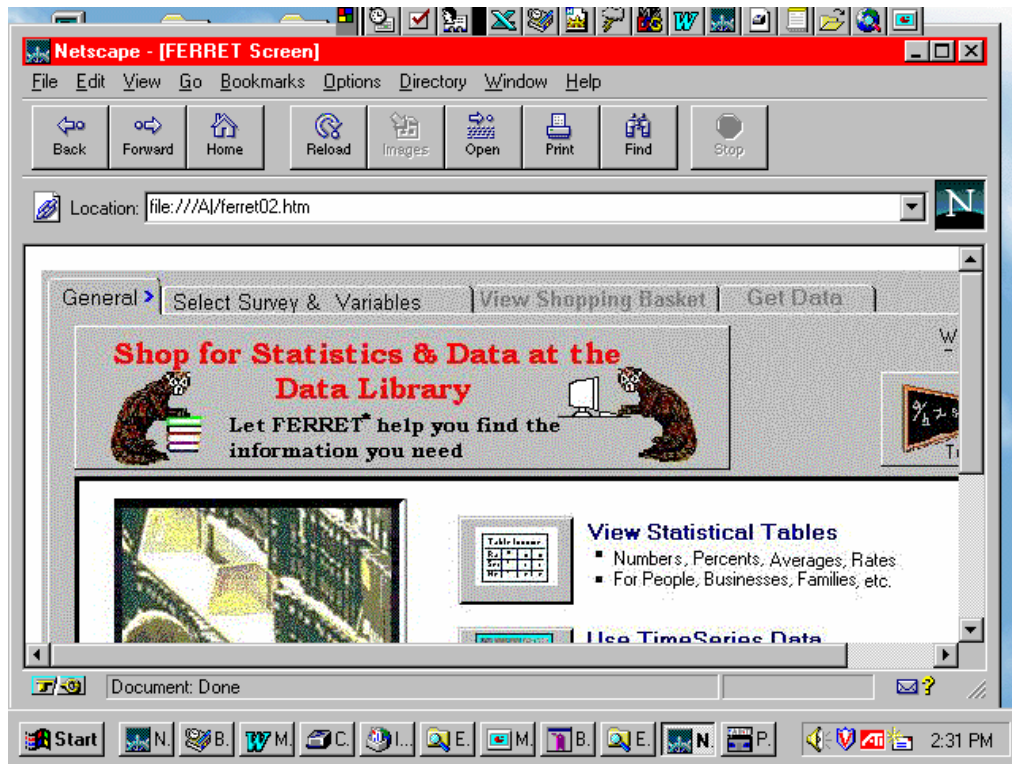 Netscape - [FERRET Screen]
File Edit View Go Bookmarks Options Directory Window Help
Back Forward Home Reload Images Open Print Find Stop
Location: file:///A|/ferret02.htm
N
General Select Survey & Variables View Shopping Basket Get Data
W
Shop for Statistics & Data at the
Data Library
Let FERRET* help you find the
information you need
View Statistical Tables
Numbers, Percents, Averages, Rates
For People, Businesses, Families, etc.
Use TimeSeries Data
Document: Done
Start N. B. M. C. I... E. M. B. E. N. P. 2:31 PM